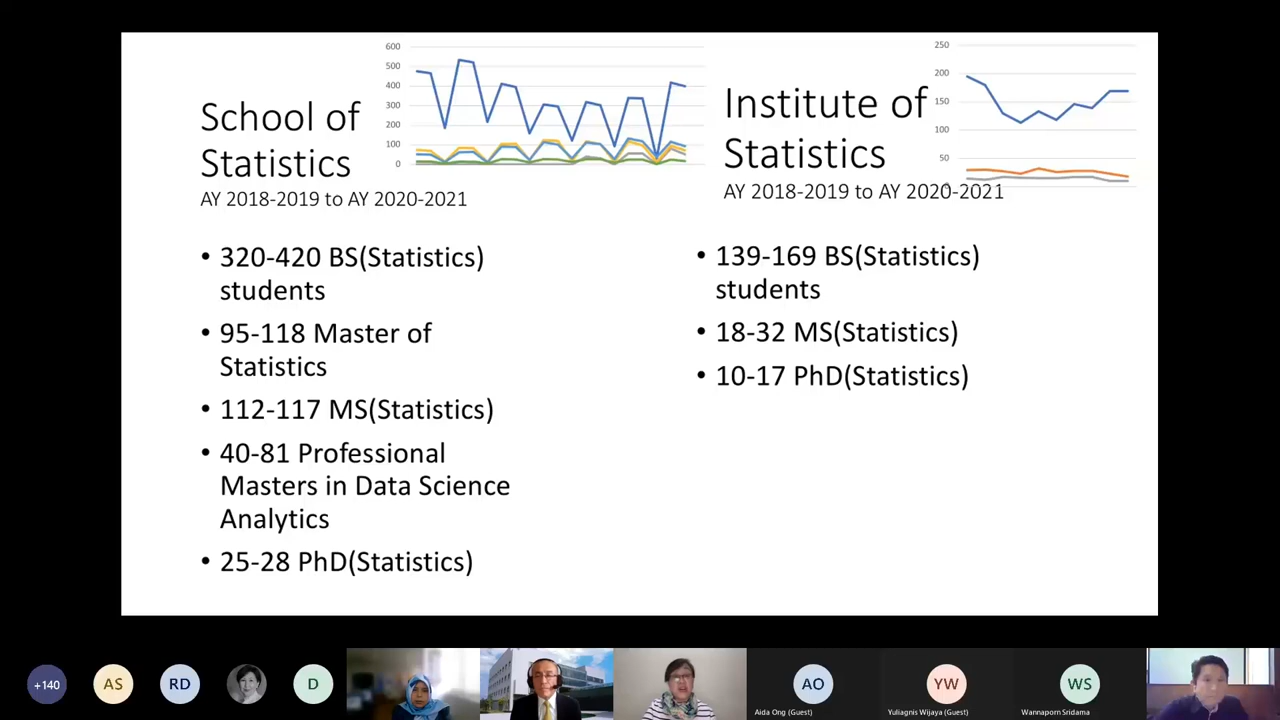 School of
Statistics
AY 2018-2019 to AY 2020-2021
600
500
400
300
200
100
0
• 320-420 BS(Statistics)
students
• 95-118 Master of
Statistics
• 112-117 MS(Statistics)
• 40-81 Professional
Masters in Data Science
Analytics
• 25-28 PhD(Statistics)
Institute of
Statistics
AY 2018-2019 to AY 2020-2021
250
200
150
100
50
• 139-169 BS(Statistics)
students
• 18-32 MS(Statistics)
• 10-17 PhD(Statistics)
+140
AS
RD
D
AO
Aida Ong (Guest)
YW
Yuliagnis Wijaya (Guest)
WS
Wannaporn Sridama